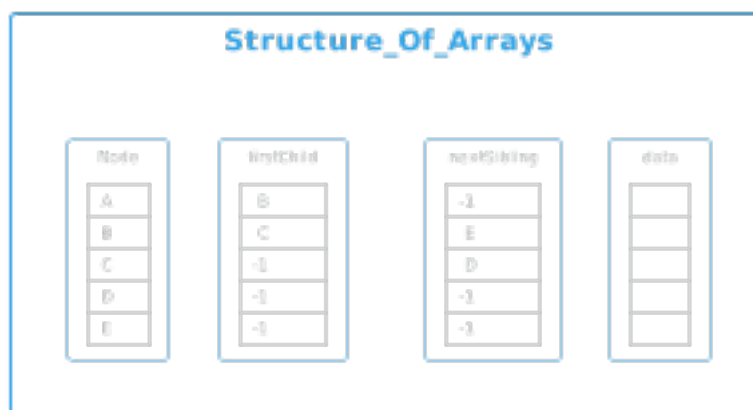 Structure_Of_Arrays
Node firstChild nextSibling data
A B -1
B C E
C -1 D
D -1 -1
E -1 -1